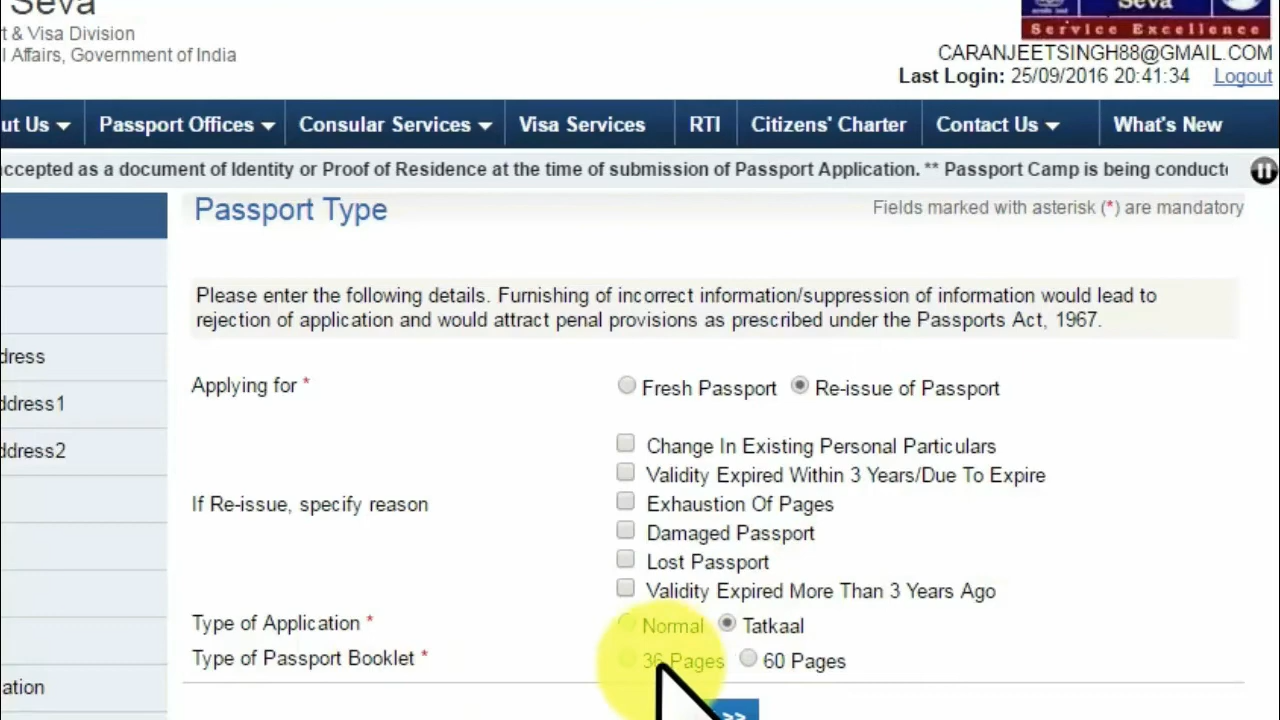 Seva
Seva
t & Visa Division
l Affairs, Government of India
Service Excellence
CARANJEETSINGH88@GMAIL.COM
Last Login: 25/09/2016 20:41:34 Logout
ut Us Passport Offices Consular Services Visa Services RTI Citizens' Charter Contact Us What's New
ccepted as a document of Identity or Proof of Residence at the time of submission of Passport Application. ** Passport Camp is being conducte
Passport Type
Fields marked with asterisk (*) are mandatory
Please enter the following details. Furnishing of incorrect information/suppression of information would lead to
rejection of application and would attract penal provisions as prescribed under the Passports Act, 1967.
dress
ddress1
ddress2
ation
Applying for * Fresh Passport Re-issue of Passport
Change In Existing Personal Particulars
Validity Expired Within 3 Years/Due To Expire
If Re-issue, specify reason Exhaustion Of Pages
Damaged Passport
Lost Passport
Validity Expired More Than 3 Years Ago
Type of Application * Normal Tatkaal
Type of Passport Booklet * 36 Pages 60 Pages
>>